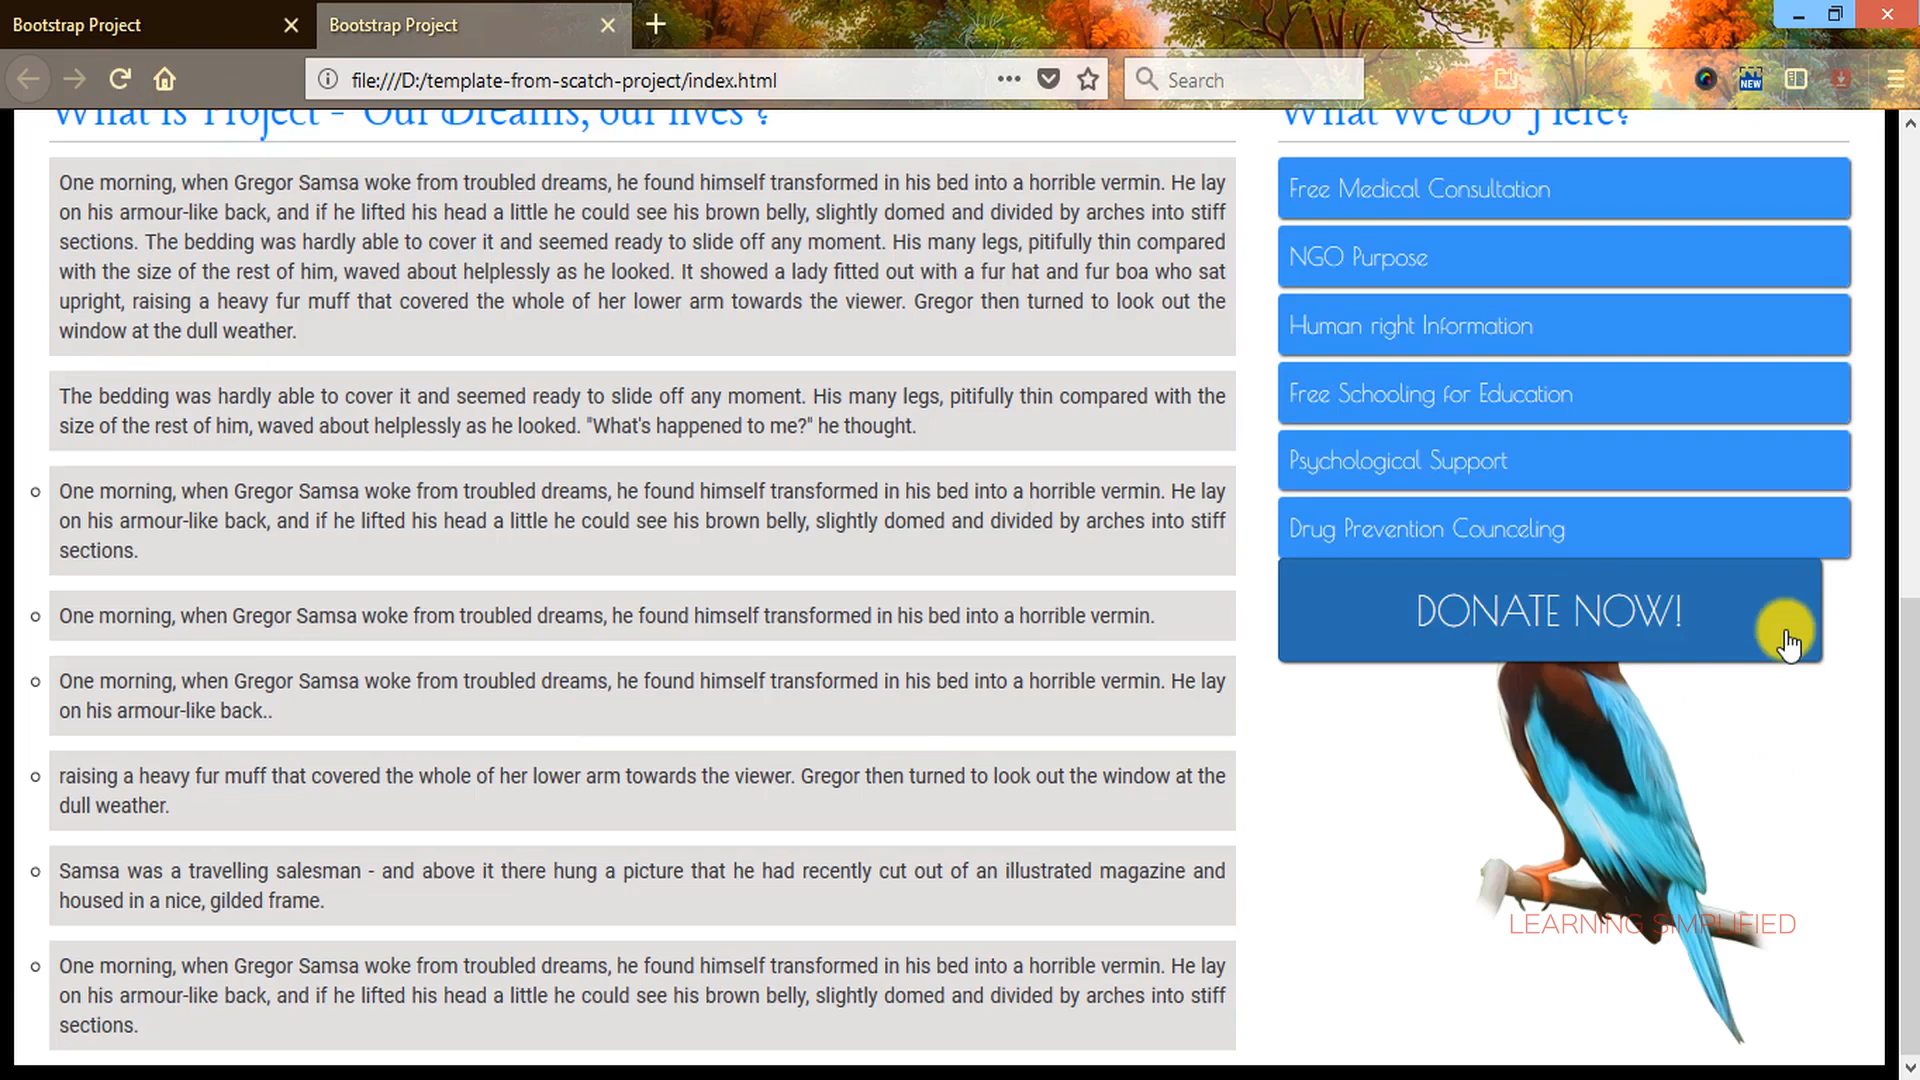 Bootstrap Project
Bootstrap Project
file:///D:/template-from-scatch-project/index.html
Search
NEW
What is Project - 'Our Dreams, our lives'?
One morning, when Gregor Samsa woke from troubled dreams, he found himself transformed in his bed into a horrible vermin. He lay
on his armour-like back, and if he lifted his head a little he could see his brown belly, slightly domed and divided by arches into stiff
sections. The bedding was hardly able to cover it and seemed ready to slide off any moment. His many legs, pitifully thin compared
with the size of the rest of him, waved about helplessly as he looked. It showed a lady fitted out with a fur hat and fur boa who sat
upright, raising a heavy fur muff that covered the whole of her lower arm towards the viewer. Gregor then turned to look out the
window at the dull weather.
The bedding was hardly able to cover it and seemed ready to slide off any moment. His many legs, pitifully thin compared with the
size of the rest of him, waved about helplessly as he looked. "What's happened to me?" he thought.
One morning, when Gregor Samsa woke from troubled dreams, he found himself transformed in his bed into a horrible vermin. He lay
on his armour-like back, and if he lifted his head a little he could see his brown belly, slightly domed and divided by arches into stiff
sections.
One morning, when Gregor Samsa woke from troubled dreams, he found himself transformed in his bed into a horrible vermin.
One morning, when Gregor Samsa woke from troubled dreams, he found himself transformed in his bed into a horrible vermin. He lay
on his armour-like back..
raising a heavy fur muff that covered the whole of her lower arm towards the viewer. Gregor then turned to look out the window at the
dull weather.
Samsa was a travelling salesman - and above it there hung a picture that he had recently cut out of an illustrated magazine and
housed in a nice, gilded frame.
One morning, when Gregor Samsa woke from troubled dreams, he found himself transformed in his bed into a horrible vermin. He lay
on his armour-like back, and if he lifted his head a little he could see his brown belly, slightly domed and divided by arches into stiff
sections.
What We Do Here?
Free Medical Consultation
NGO Purpose
Human right Information
Free Schooling for Education
Psychological Support
Drug Prevention Counceling
DONATE NOW!
LEARNING SIMPLIFIED